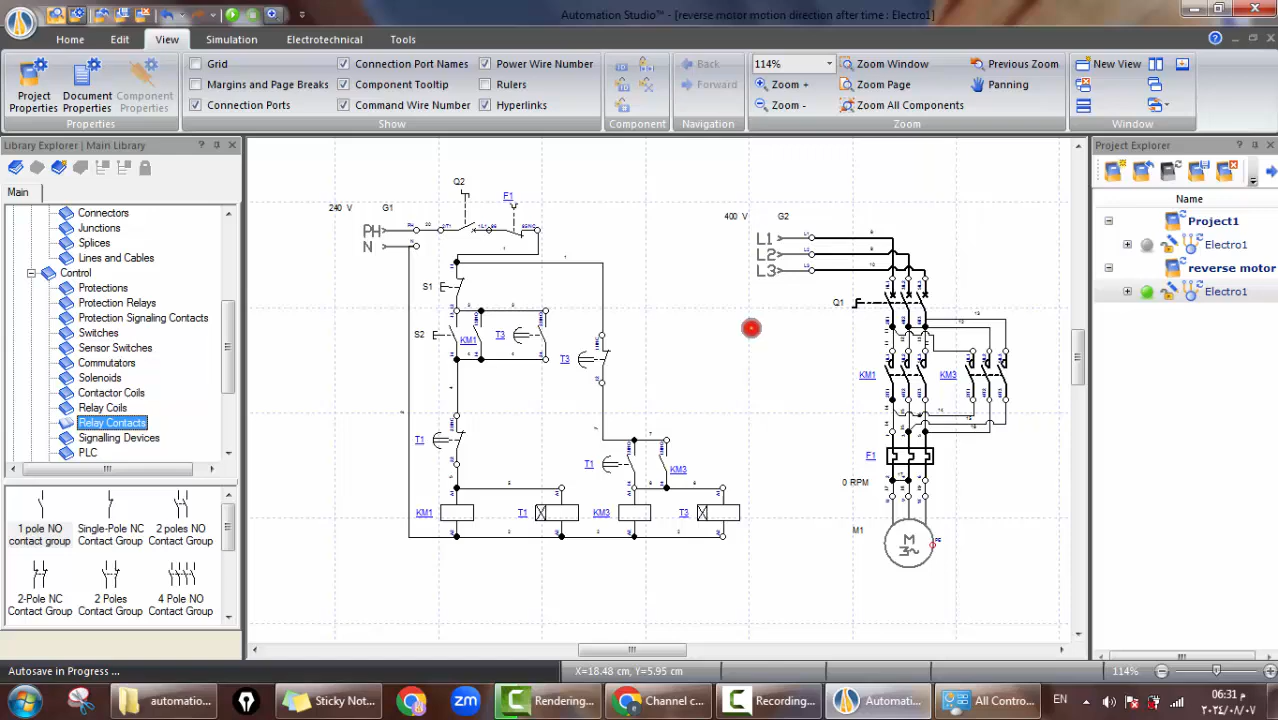 Automation Studio™ - [reverse motor motion direction after time : Electro1]
Home
Edit
View
Simulation
Electrotechnical
Tools
Project Properties
Document Properties
Component Properties
Properties
Grid
Margins and Page Breaks
Connection Ports
Connection Port Names
Component Tooltip
Command Wire Number
Power Wire Number
Rulers
Hyperlinks
Show
Component
Back
Forward
Navigation
114%
Zoom +
Zoom -
Zoom Window
Zoom Page
Zoom All Components
Previous Zoom
Panning
Zoom
New View
Window
Library Explorer | Main Library
Main
Connectors
Junctions
Splices
Lines and Cables
Control
Protections
Protection Relays
Protection Signaling Contacts
Switches
Sensor Switches
Commutators
Solenoids
Contactor Coils
Relay Coils
Relay Contacts
Signalling Devices
PLC
1 pole NO contact group
Single-Pole NC Contact Group
2 poles NO Contact Group
2-Pole NC Contact Group
2 Poles Contact Group
4 Pole NO Contact Group
Q2
F1
240 V
G1
PH
N
S1
S2
KM1
T3
T3
T1
T1
KM3
KM1
T1
KM3
T3
400 V
G2
L1
L2
L3
Q1
KM1
KM3
F1
0 RPM
M1
M
3~
Project Explorer
Name
Project1
Electro1
reverse motor
Electro1
Autosave in Progress ...
X=18.48 cm, Y=5.95 cm
114%
automatio...
Sticky Not...
Rendering...
Channel c...
Recording...
Automati...
All Contro...
EN
06:31 م
٢٠٢٤/٠٨/٠٧